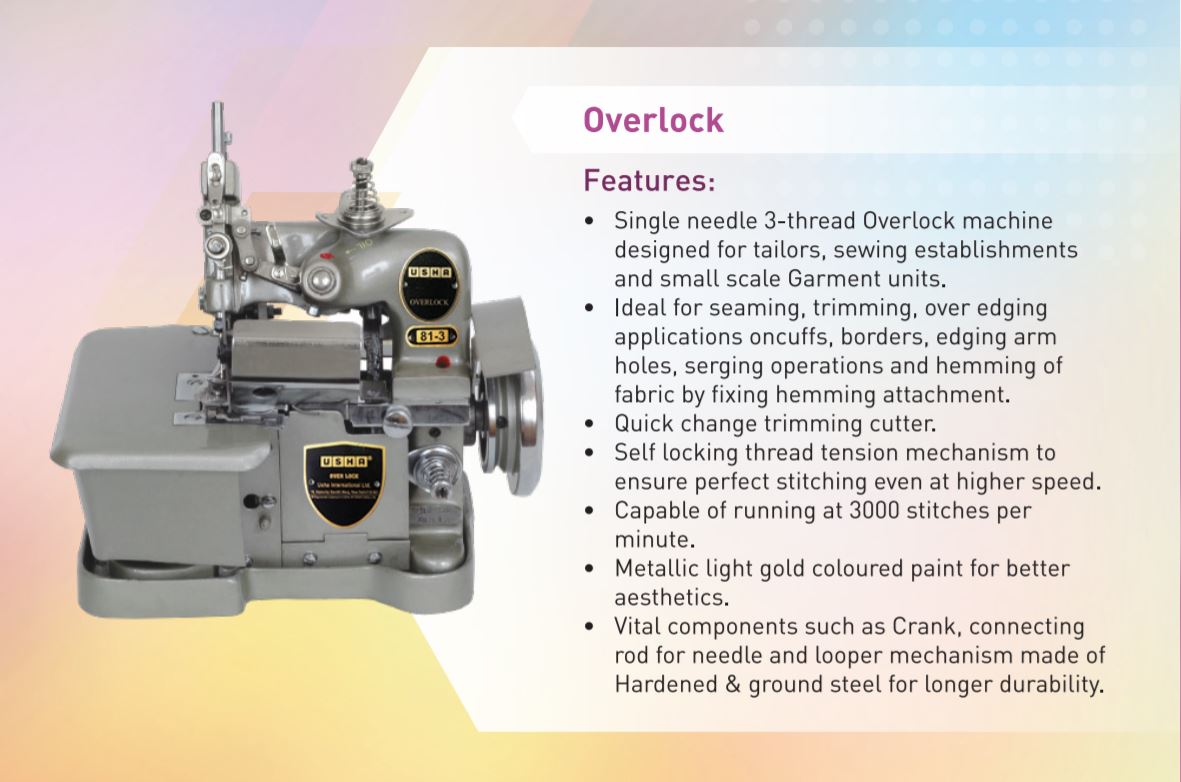 Overlock
Features:
• Single needle 3-thread Overlock machine
designed for tailors, sewing establishments
and small scale Garment units.
• Ideal for seaming, trimming, over edging
applications oncuffs, borders, edging arm
holes, serging operations and hemming of
fabric by fixing hemming attachment.
• Quick change trimming cutter.
• Self locking thread tension mechanism to
ensure perfect stitching even at higher speed.
• Capable of running at 3000 stitches per
minute.
• Metallic light gold coloured paint for better
aesthetics.
• Vital components such as Crank, connecting
rod for needle and looper mechanism made of
Hardened & ground steel for longer durability.
OIL
USHA
OVERLOCK
81-3
USHA®
OVER LOCK
Usha International Ltd.